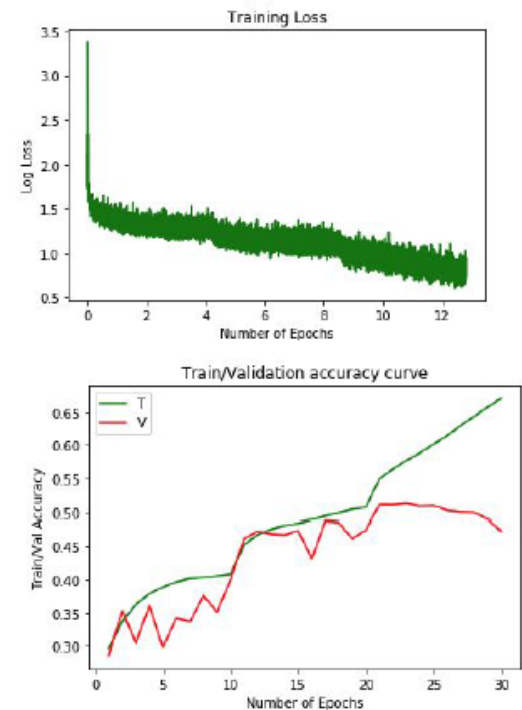 Training Loss
3.5
3.0
2.5
2.0
1.5
1.0
0.5
Log Loss
0 2 4 6 8 10 12
Number of Epochs
Train/Validation accuracy curve
T
V
0.65
0.60
0.55
0.50
0.45
0.40
0.35
0.30
Train/Val Accuracy
0 5 10 15 20 25 30
Number of Epochs